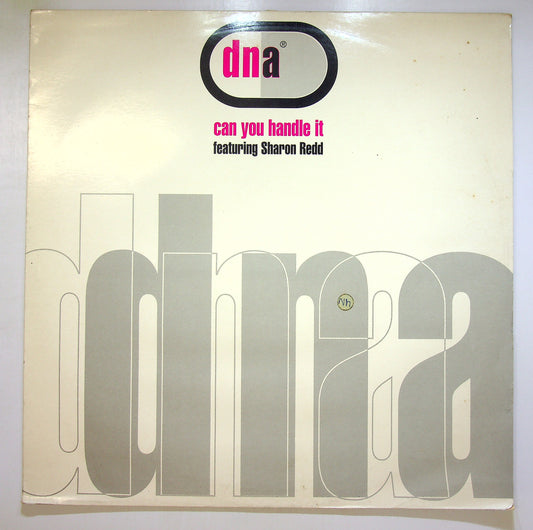 dna®
can you handle it
featuring Sharon Redd
dna